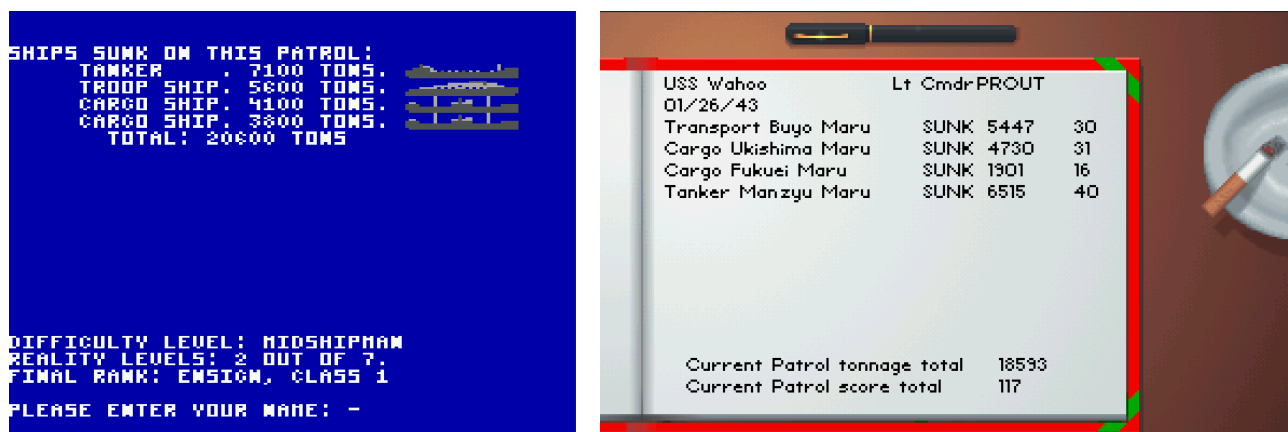 SHIPS SUNK ON THIS PATROL:
TANKER . 7100 TONS.
TROOP SHIP. 5600 TONS.
CARGO SHIP. 4100 TONS.
CARGO SHIP. 3800 TONS.
TOTAL: 20600 TONS
DIFFICULTY LEVEL: MIDSHIPMAN
REALITY LEVELS: 2 OUT OF 7.
FINAL RANK: ENSIGN, CLASS 1
PLEASE ENTER YOUR NAME: -
USS Wahoo Lt Cmdr PROUT
01/26/43
Transport Buyo Maru SUNK 5447 30
Cargo Ukishima Maru SUNK 4730 31
Cargo Fukuei Maru SUNK 1901 16
Tanker Manzyu Maru SUNK 6515 40
Current Patrol tonnage total 18593
Current Patrol score total 117